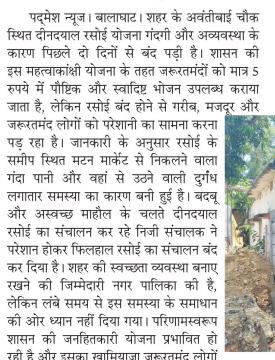 पद्मेश न्यूज। बालाघाट। शहर के अवंतीबाई चौक
स्थित दीनदयाल रसोई योजना गंदगी और अव्यवस्था के
कारण पिछले दो दिनों से बंद पड़ी है। शासन की
इस महत्वाकांक्षी योजना के तहत जरूरतमंदों को मात्र 5
रुपये में पौष्टिक और स्वादिष्ट भोजन उपलब्ध कराया
जाता है, लेकिन रसोई बंद होने से गरीब, मजदूर और
जरूरतमंद लोगों को परेशानी का सामना करना
पड़ रहा है। जानकारी के अनुसार रसोई के
समीप स्थित मटन मार्केट से निकलने वाला
गंदा पानी और वहां से उठने वाली दुर्गंध
लगातार समस्या का कारण बनी हुई है। बदबू
और अस्वच्छ माहौल के चलते दीनदयाल
रसोई का संचालन कर रहे निजी संचालक ने
परेशान होकर फिलहाल रसोई का संचालन बंद
कर दिया है। शहर की स्वच्छता व्यवस्था बनाए
रखने की जिम्मेदारी नगर पालिका की है,
लेकिन लंबे समय से इस समस्या के समाधान
की ओर ध्यान नहीं दिया गया। परिणामस्वरूप
शासन की जनहितकारी योजना प्रभावित हो
रही है और इसका खामियाजा जरूरतमंद लोगों